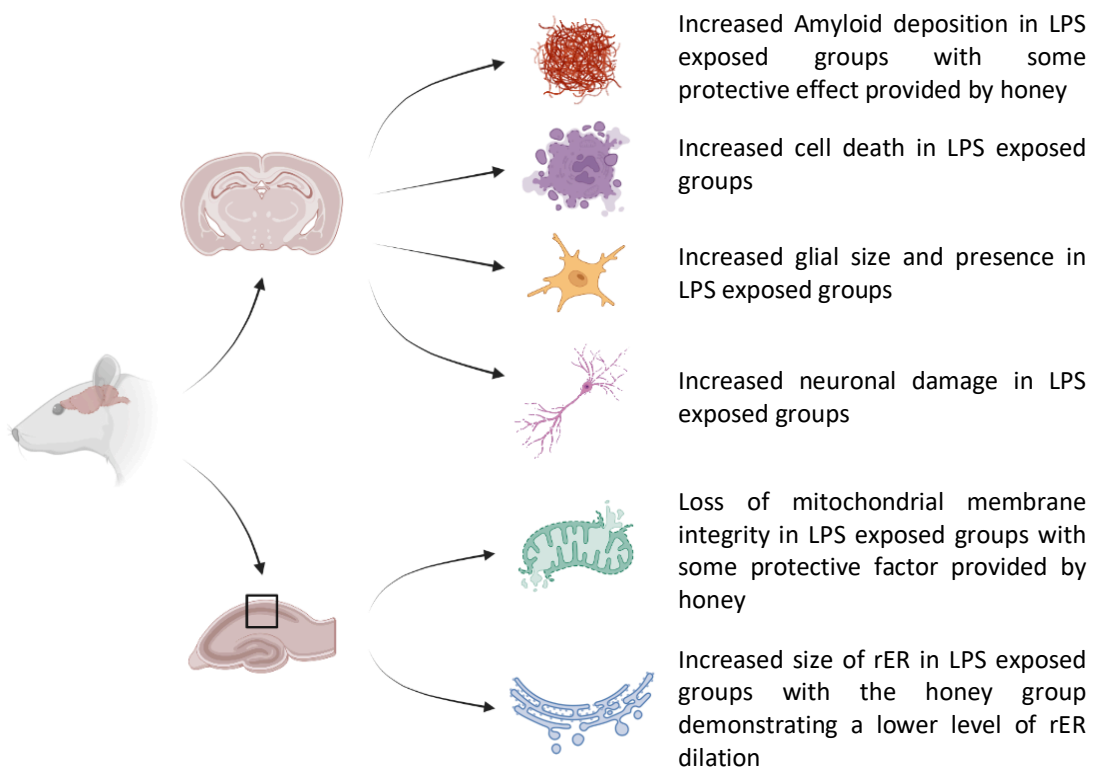 Increased Amyloid deposition in LPS
exposed groups with some
protective effect provided by honey
Increased cell death in LPS exposed
groups
Increased glial size and presence in
LPS exposed groups
Increased neuronal damage in LPS
exposed groups
Loss of mitochondrial membrane
integrity in LPS exposed groups with
some protective factor provided by
honey
Increased size of rER in LPS exposed
groups with the honey group
demonstrating a lower level of rER
dilation